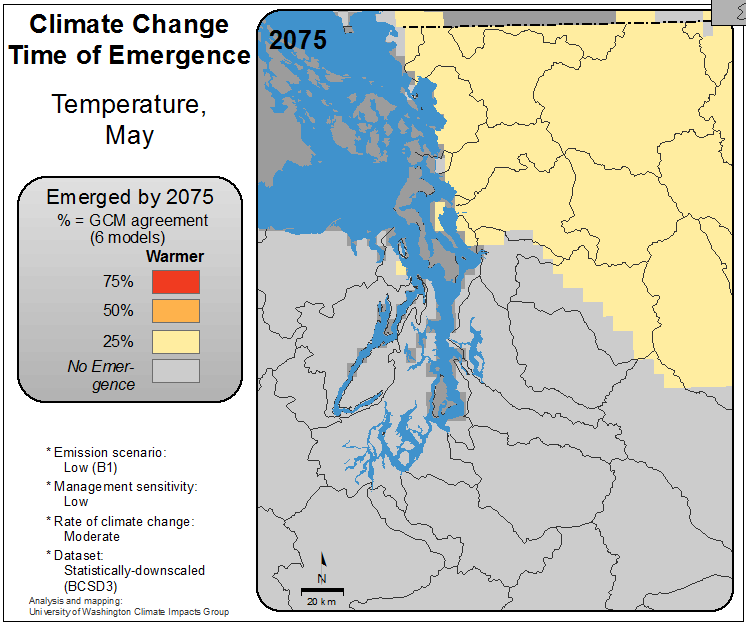 Climate Change
Time of Emergence
Temperature,
May
Emerged by 2075
% = GCM agreement
(6 models)
Warmer
75%
50%
25%
No Emer-
gence
* Emission scenario:
Low (B1)
* Management sensitivity:
Low
* Rate of climate change:
Moderate
* Dataset:
Statistically-downscaled
(BCSD3)
Analysis and mapping:
University of Washington Climate Impacts Group
2075
N
20 km